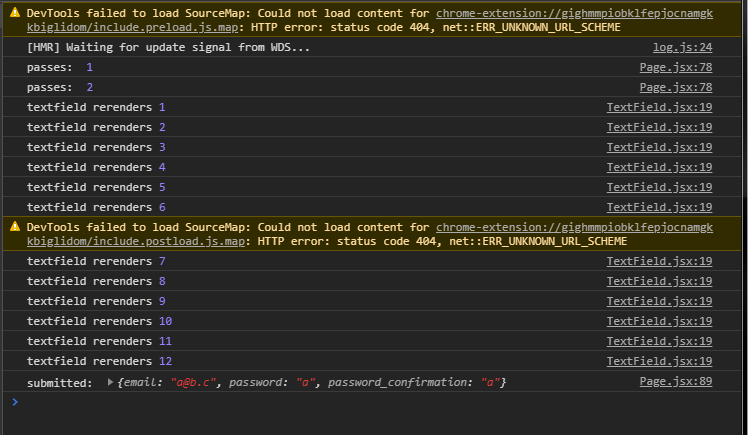 DevTools failed to load SourceMap: Could not load content for chrome-extension://gighmmpiobklfepjocnamgk
kbiglidom/include.preload.js.map: HTTP error: status code 404, net::ERR_UNKNOWN_URL_SCHEME
[HMR] Waiting for update signal from WDS... log.js:24
passes: 1 Page.jsx:78
passes: 2 Page.jsx:78
textfield rerenders 1 TextField.jsx:19
textfield rerenders 2 TextField.jsx:19
textfield rerenders 3 TextField.jsx:19
textfield rerenders 4 TextField.jsx:19
textfield rerenders 5 TextField.jsx:19
textfield rerenders 6 TextField.jsx:19
DevTools failed to load SourceMap: Could not load content for chrome-extension://gighmmpiobklfepjocnamgk
kbiglidom/include.postload.js.map: HTTP error: status code 404, net::ERR_UNKNOWN_URL_SCHEME
textfield rerenders 7 TextField.jsx:19
textfield rerenders 8 TextField.jsx:19
textfield rerenders 9 TextField.jsx:19
textfield rerenders 10 TextField.jsx:19
textfield rerenders 11 TextField.jsx:19
textfield rerenders 12 TextField.jsx:19
submitted: ▶{email: "a@b.c", password: "a", password_confirmation: "a"} Page.jsx:89
>